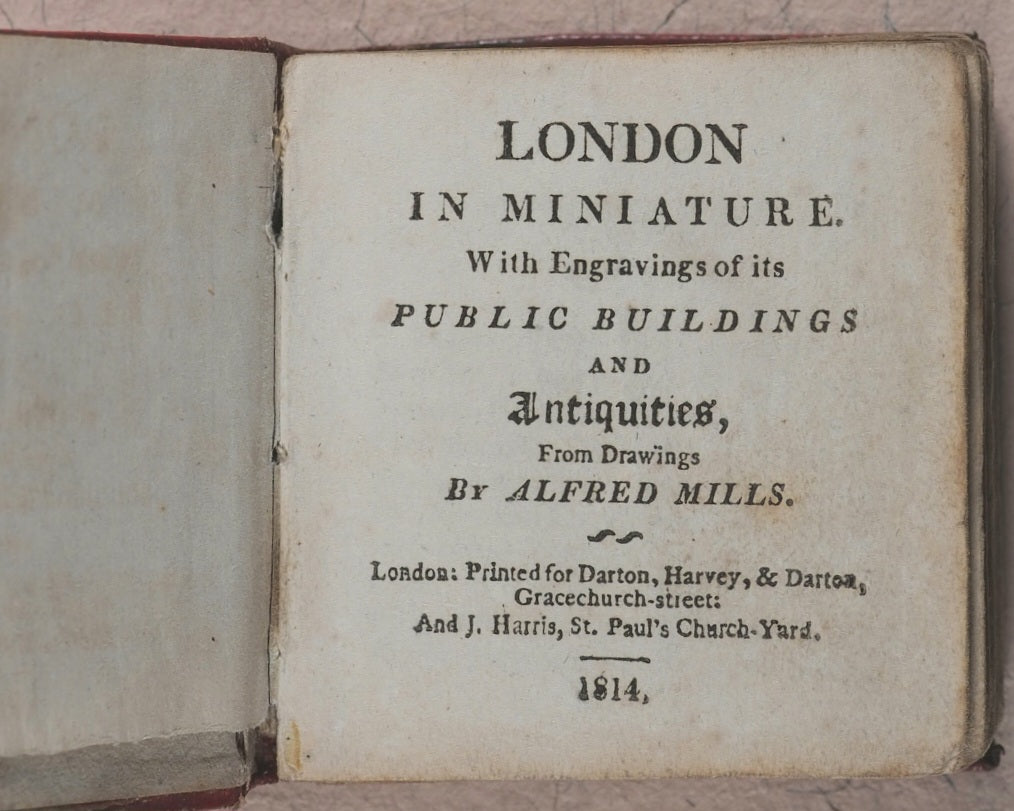 LONDON
IN MINIATURE.
With Engravings of its
PUBLIC BUILDINGS
AND
Antiquities,
From Drawings
By ALFRED MILLS.
London: Printed for Darton, Harvey, & Darton,
Gracechurch-street:
And J. Harris, St. Paul's Church-Yard.
1814,